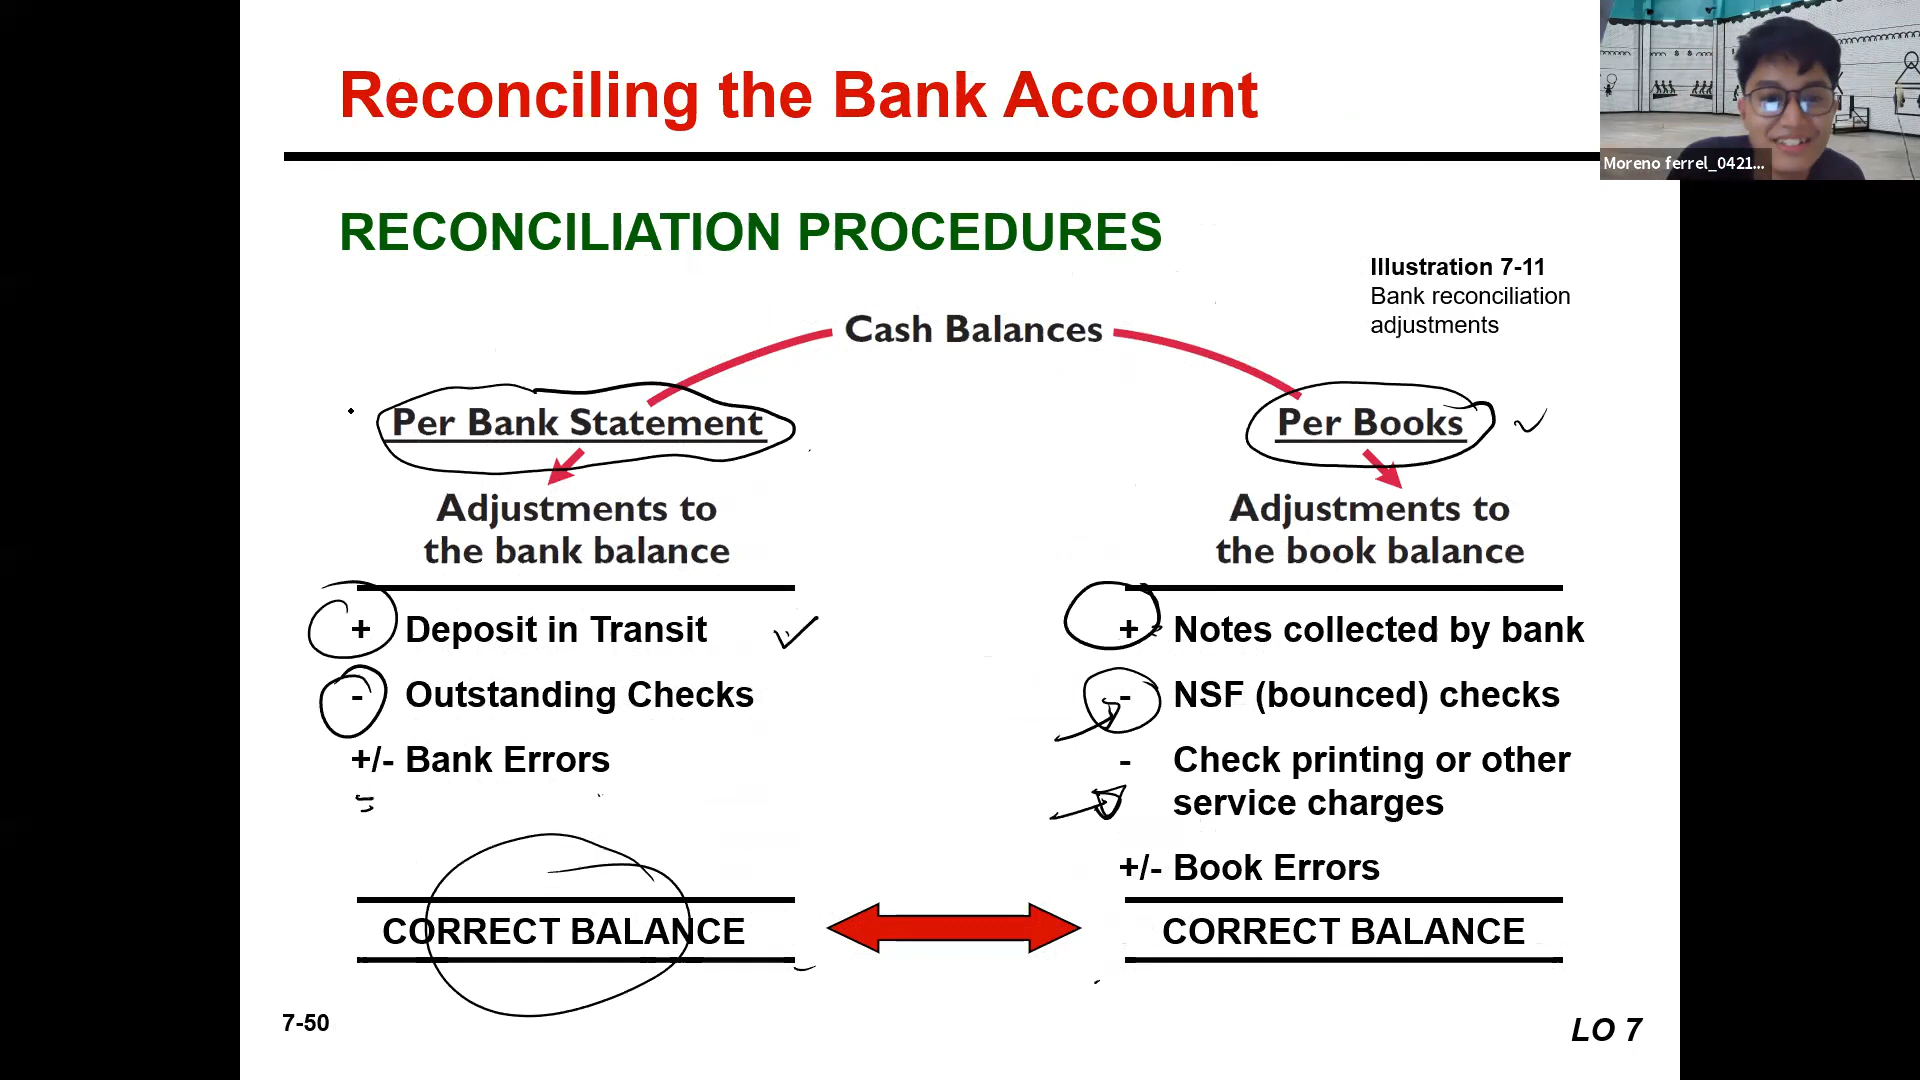 Reconciling the Bank Account
Moreno ferrel_0421...
RECONCILIATION PROCEDURES
Illustration 7-11
Bank reconciliation
adjustments
Cash Balances
Per Bank Statement
Adjustments to
the bank balance
+ Deposit in Transit
- Outstanding Checks
+/- Bank Errors
CORRECT BALANCE
Per Books
Adjustments to
the book balance
+ Notes collected by bank
- NSF (bounced) checks
- Check printing or other
service charges
+/- Book Errors
CORRECT BALANCE
7-50
LO 7